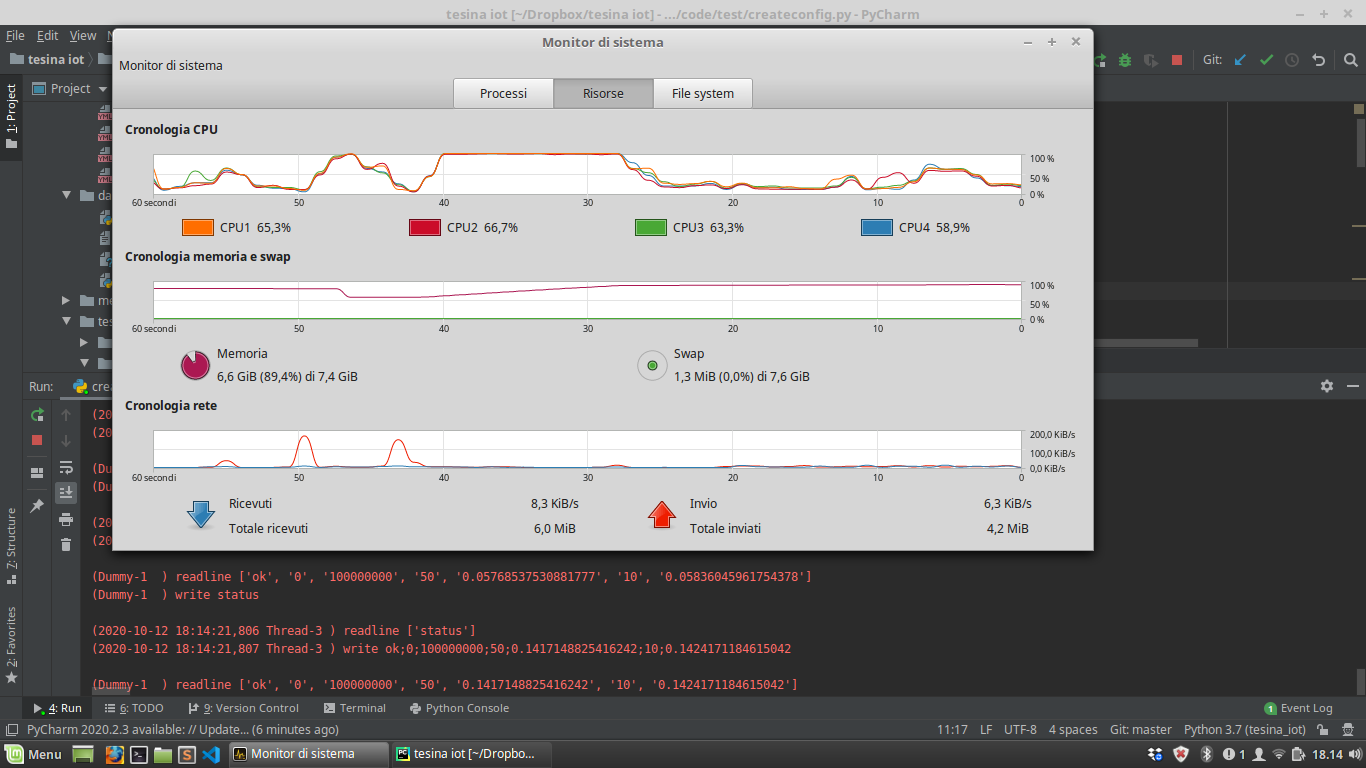 tesina iot [~/Dropbox/tesina iot] - .../code/test/createconfig.py - PyCharm
File Edit View
Monitor di sistema
tesina iot
Git:
Monitor di sistema
1: Project
Project
Processi Risorse File system
Cronologia CPU
100 %
50 %
0 %
60 secondi 50 40 30 20 10 0
CPU1 65,3% CPU2 66,7% CPU3 63,3% CPU4 58,9%
Cronologia memoria e swap
100 %
50 %
0 %
60 secondi 50 40 30 20 10 0
Memoria Swap
6,6 GiB (89,4%) di 7,4 GiB 1,3 MiB (0,0%) di 7,6 GiB
Run: cre
Cronologia rete
200,0 KiB/s
100,0 KiB/s
0,0 KiB/s
60 secondi 50 40 30 20 10 0
Ricevuti 8,3 KiB/s Invio 6,3 KiB/s
Totale ricevuti 6,0 MiB Totale inviati 4,2 MiB
(20
(20
(Du
(Du
(20
(20
(Dummy-1  ) readline ['ok', '0', '100000000', '50', '0.05768537530881777', '10', '0.05836045961754378']
(Dummy-1  ) write status
(2020-10-12 18:14:21,806 Thread-3 ) readline ['status']
(2020-10-12 18:14:21,807 Thread-3 ) write ok;0;100000000;50;0.1417148825416242;10;0.1424171184615042
(Dummy-1  ) readline ['ok', '0', '100000000', '50', '0.1417148825416242', '10', '0.1424171184615042']
7: Structure
2: Favorites
4: Run 6: TODO 9: Version Control Terminal Python Console 1 Event Log
PyCharm 2020.2.3 available: // Update... (6 minutes ago) 11:17 LF UTF-8 4 spaces Git: master Python 3.7 (tesina_iot)
Menu Monitor di sistema tesina iot [~/Dropbo... 1 18.14